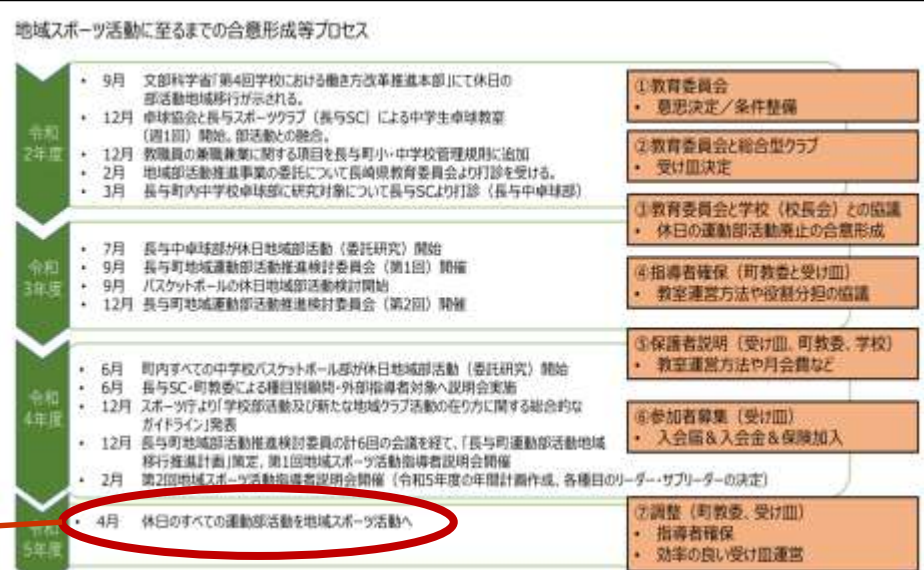 地域スポーツ活動に至るまでの合意形成等プロセス
令和
2年度
・ 9月 文部科学省「第4回学校における働き方改革推進本部」にて休日の
部活動地域移行が示される。
・ 12月 卓球協会と長与スポーツクラブ（長与SC）による中学生卓球教室
（週1回）開始。部活動との融合。
・ 12月 教職員の兼職兼業に関する項目を長与町小・中学校管理規則に追加
・ 2月 地域部活動推進事業の委託について長崎県教育委員会より打診を受ける。
・ 3月 長与町内中学校卓球部に研究対象について長与SCより打診（長与中卓球部）
令和
3年度
・ 7月 長与中卓球部が休日地域部活動（委託研究）開始
・ 9月 長与町地域運動部活動推進検討委員会（第1回）開催
・ 9月 バスケットボールの休日地域部活動検討開始
・ 12月 長与町地域運動部活動推進検討委員会（第2回）開催
令和
4年度
・ 6月 町内すべての中学校バスケットボール部が休日地域部活動（委託研究）開始
・ 6月 長与SC・町教委による種目別顧問・外部指導者対象へ説明会実施
・ 12月 スポーツ庁より「学校部活動及び新たな地域クラブ活動の在り方に関する総合的な
ガイドライン」発表
・ 12月 長与町地域部活動推進検討委員の計6回の会議を経て、「長与町運動部活動地域
移行推進計画」策定、第1回地域スポーツ活動指導者説明会開催
・ 2月 第2回地域スポーツ活動指導者説明会開催（令和5年度の年間計画作成、各種目のリーダー・サブリーダーの決定）
令和
5年度
・ 4月 休日のすべての運動部活動を地域スポーツ活動へ
①教育委員会
・ 意思決定／条件整備
②教育委員会と総合型クラブ
・ 受け皿決定
③教育委員会と学校（校長会）との協議
・ 休日の運動部活動廃止の合意形成
④指導者確保（町教委と受け皿）
・ 教室運営方法や役割分担の協議
⑤保護者説明（受け皿、町教委、学校）
・ 教室運営方法や月会費など
⑥参加者募集（受け皿）
・ 入会届＆入会金＆保険加入
⑦調整（町教委、受け皿）
・ 指導者確保
・ 効率の良い受け皿運営